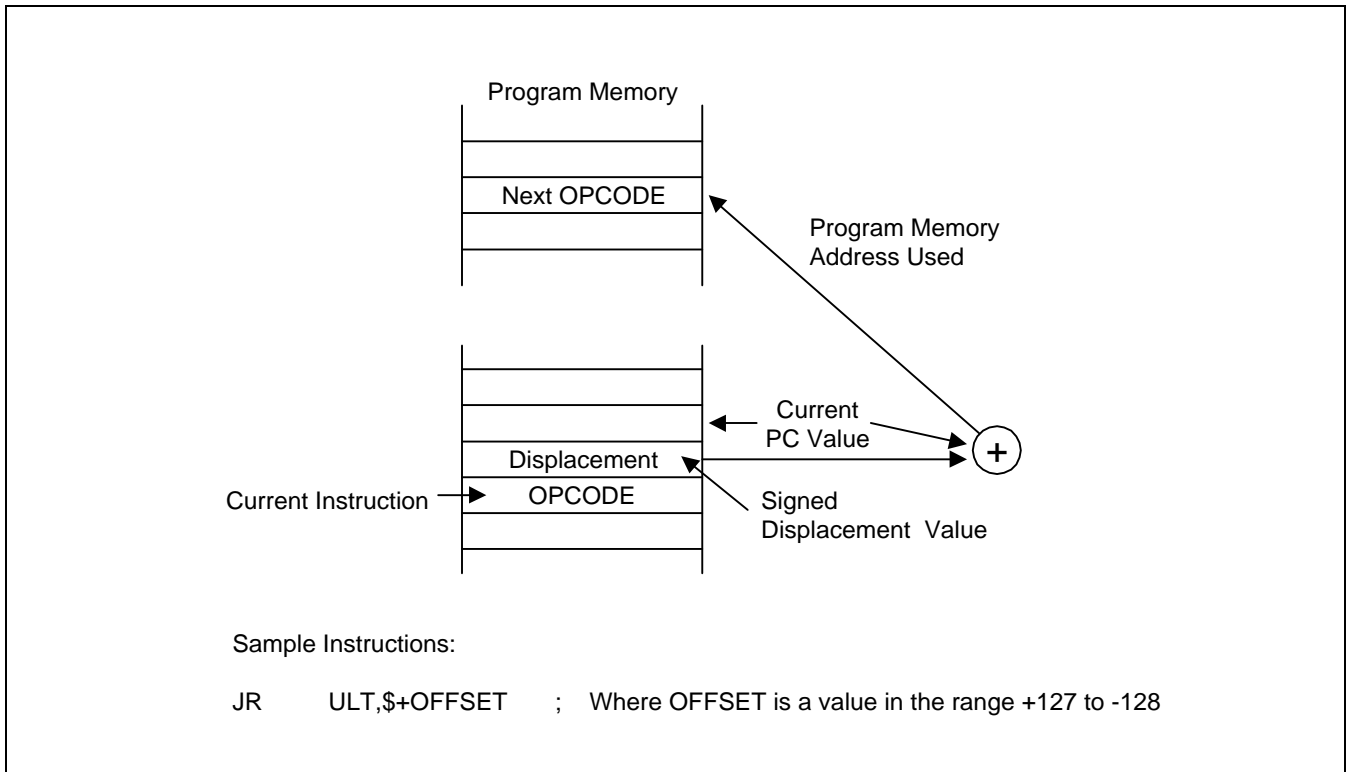 Program Memory
Next OPCODE
Program Memory
Address Used
Current
PC Value
+
Displacement
Current Instruction
OPCODE
Signed
Displacement Value
Sample Instructions:
JR ULT,$+OFFSET ; Where OFFSET is a value in the range +127 to -128